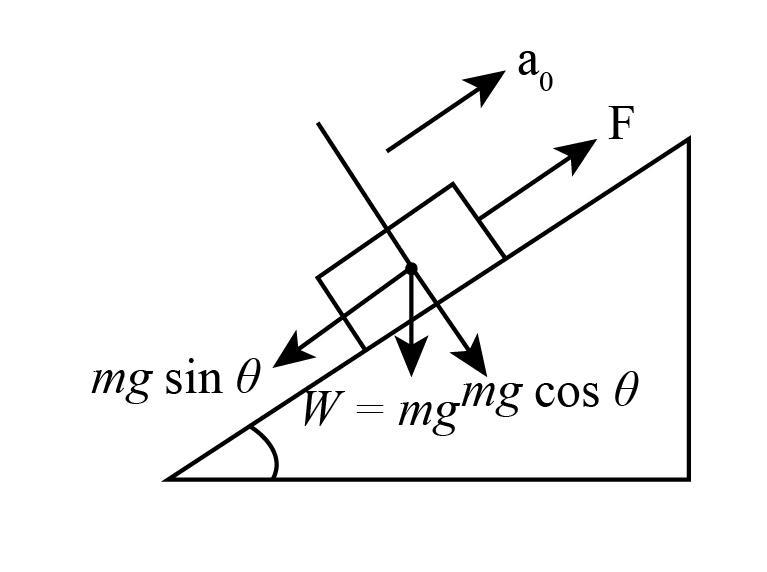 a₀
F
mg sin θ
W = mg
mg cos θ